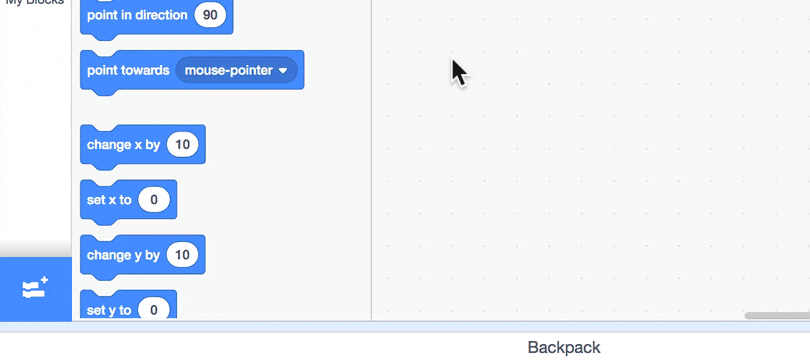 My Blocks
point in direction 90
point towards mouse-pointer
change x by 10
set x to 0
change y by 10
set y to 0
Backpack